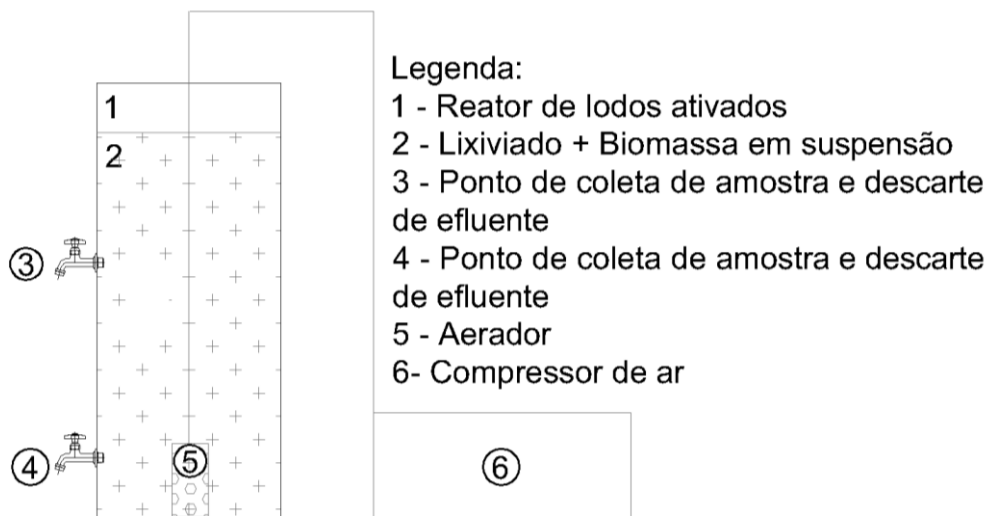 Legenda:
1 - Reator de lodos ativados
2 - Lixiviado + Biomassa em suspensão
3 - Ponto de coleta de amostra e descarte
de efluente
4 - Ponto de coleta de amostra e descarte
de efluente
5 - Aerador
6- Compressor de ar
1
2
3
4
5
6